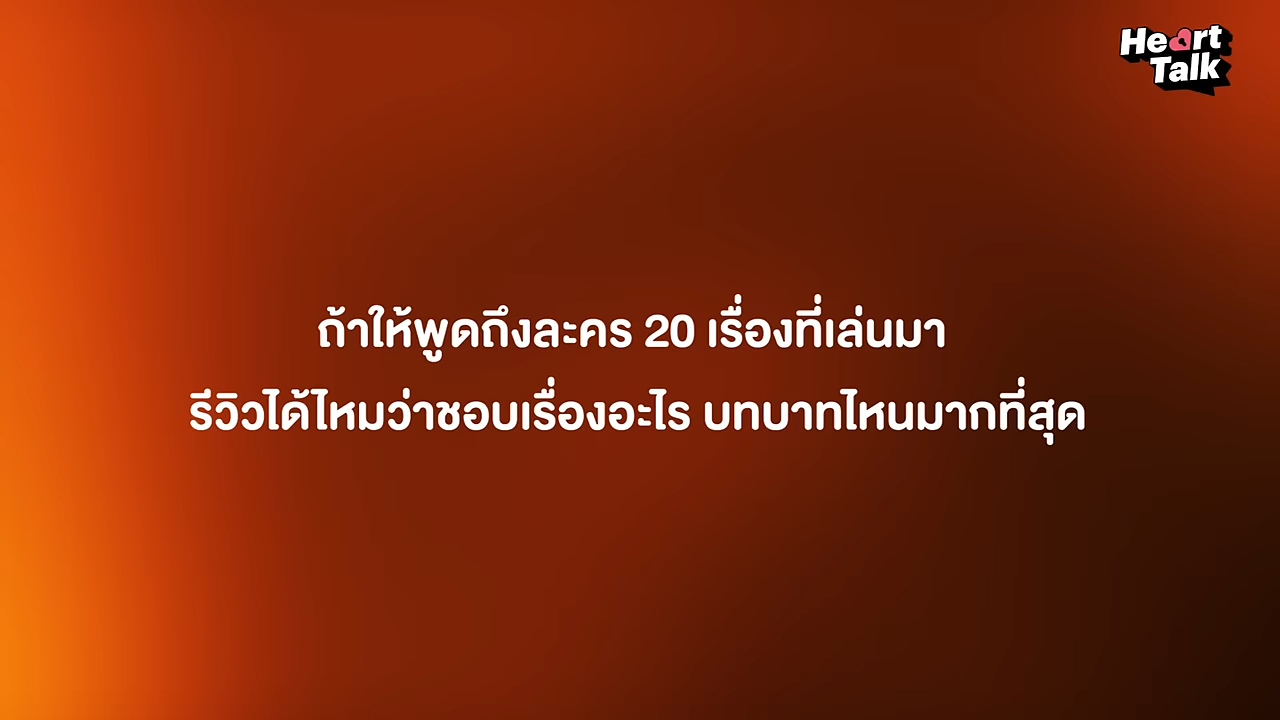 Heart
Talk
ถ้าให้พูดถึงละคร 20 เรื่องที่เล่นมา
รีวิวได้ไหมว่าชอบเรื่องอะไร บทบาทไหนมากที่สุด